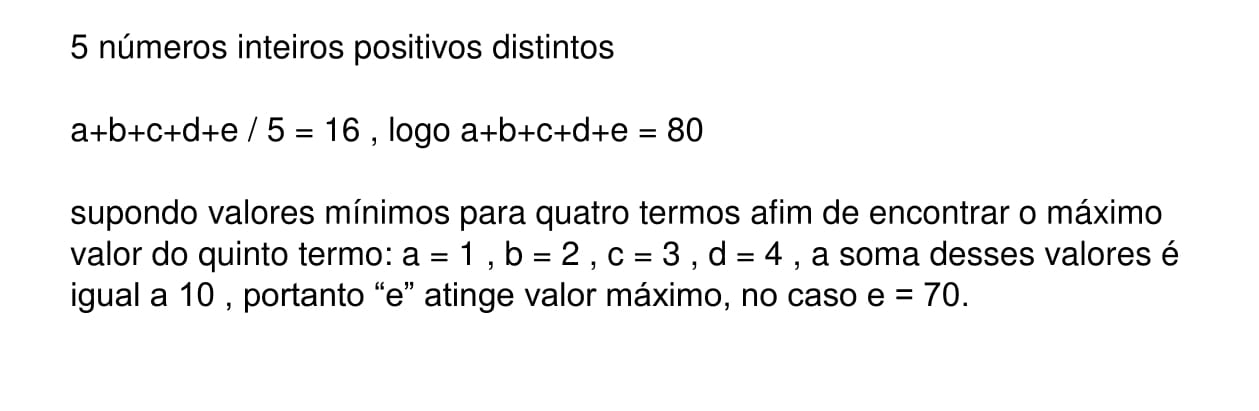 5 números inteiros positivos distintos
a+b+c+d+e / 5 = 16 , logo a+b+c+d+e = 80
supondo valores mínimos para quatro termos afim de encontrar o máximo
valor do quinto termo: a = 1 , b = 2 , c = 3 , d = 4 , a soma desses valores é
igual a 10 , portanto “e” atinge valor máximo, no caso e = 70.